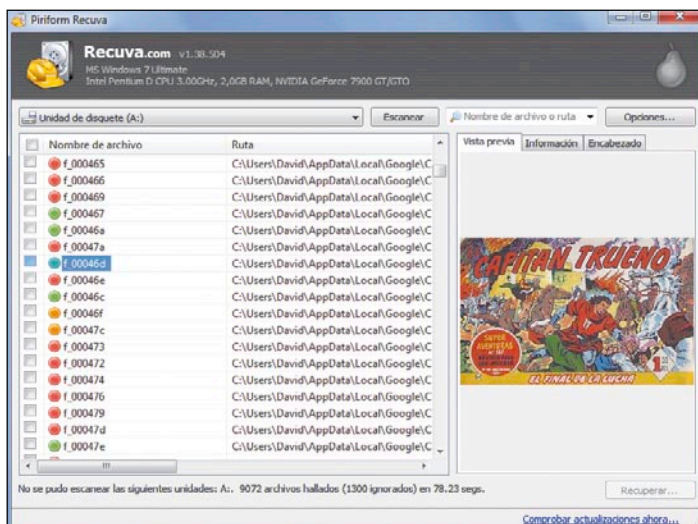 Piriform Recuva
Recuva.com v1.38.504
MS Windows 7 Ultimate
Intel Pentium D CPU 3.00GHz, 2,0GB RAM, NVIDIA GeForce 7900 GT/GTO
Unidad de disquete (A:) Escanear Nombre de archivo o ruta Opciones...
Nombre de archivo Ruta Vista previa Información Encabezado
f_000465 C:\Users\David\AppData\Local\Google\C
f_000466 C:\Users\David\AppData\Local\Google\C
f_000469 C:\Users\David\AppData\Local\Google\C
f_000467 C:\Users\David\AppData\Local\Google\C
f_00046a C:\Users\David\AppData\Local\Google\C
f_00047a C:\Users\David\AppData\Local\Google\C
f_00046d C:\Users\David\AppData\Local\Google\C
f_00046e C:\Users\David\AppData\Local\Google\C
f_00046c C:\Users\David\AppData\Local\Google\C
f_00046f C:\Users\David\AppData\Local\Google\C
f_00047c C:\Users\David\AppData\Local\Google\C
f_000473 C:\Users\David\AppData\Local\Google\C
f_000472 C:\Users\David\AppData\Local\Google\C
f_000474 C:\Users\David\AppData\Local\Google\C
f_000476 C:\Users\David\AppData\Local\Google\C
f_000479 C:\Users\David\AppData\Local\Google\C
f_00047d C:\Users\David\AppData\Local\Google\C
f_00047e C:\Users\David\AppData\Local\Google\C
CAPITAN TRUENO
SUPER
AVENTURAS
EL FINAL DE LA LUCHA
No se pudo escanear las siguientes unidades: A:. 9072 archivos hallados (1300 ignorados) en 78.23 segs.
Recuperar...
Comprobar actualizaciones ahora...